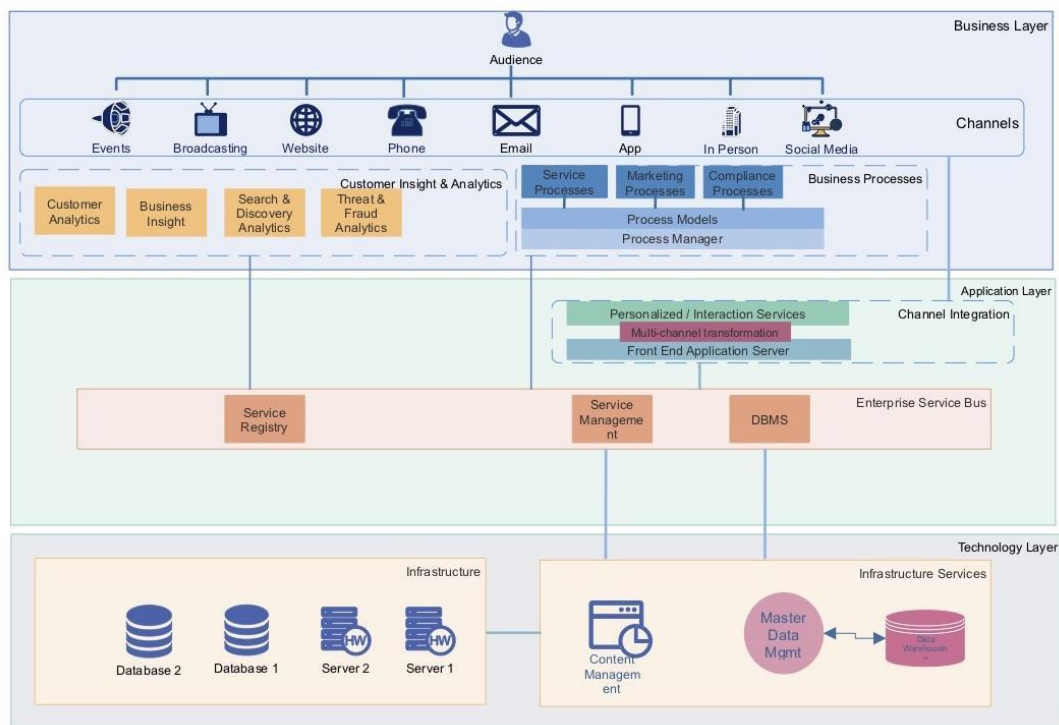 Business Layer
Audience
Events
Broadcasting
Website
Phone
Email
App
In Person
Social Media
Channels
Customer Insight & Analytics
Customer
Analytics
Business
Insight
Search &
Discovery
Analytics
Threat &
Fraud
Analytics
Business Processes
Service
Processes
Marketing
Processes
Compliance
Processes
Process Models
Process Manager
Application Layer
Channel Integration
Personalized / Interaction Services
Multi-channel transformation
Front End Application Server
Enterprise Service Bus
Service
Registry
Service
Manageme
nt
DBMS
Technology Layer
Infrastructure
Database 2
Database 1
HW
Server 2
HW
Server 1
Infrastructure Services
Content
Managem
ent
Master
Data
Mgmt
Data
Warehouse